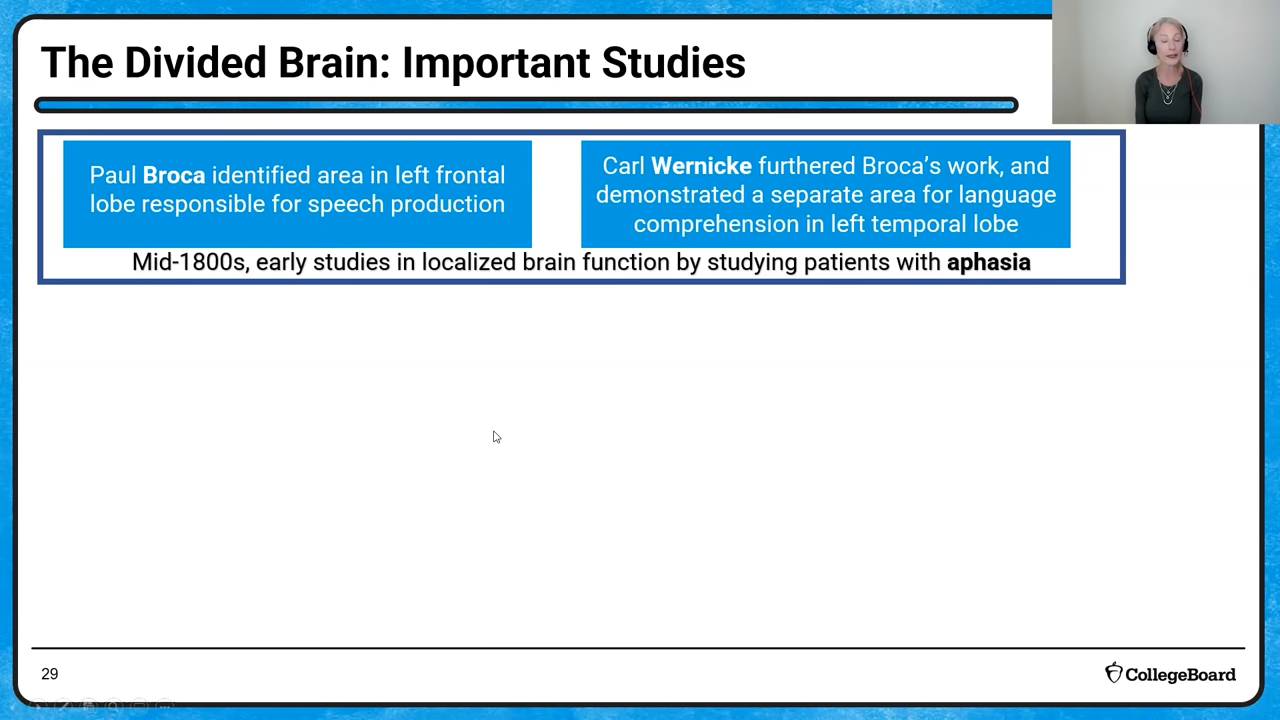 The Divided Brain: Important Studies
Paul Broca identified area in left frontal
lobe responsible for speech production
Carl Wernicke furthered Broca's work, and
demonstrated a separate area for language
comprehension in left temporal lobe
Mid-1800s, early studies in localized brain function by studying patients with aphasia
29
CollegeBoard